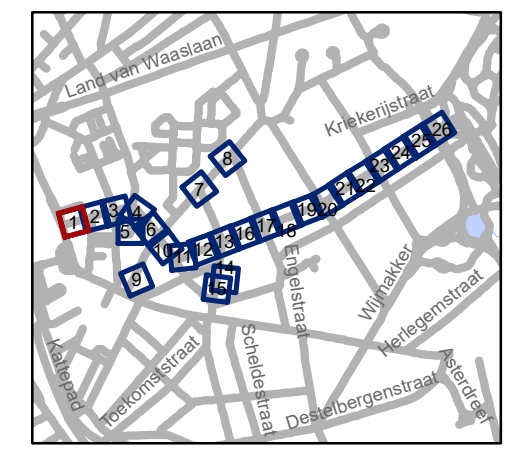 Land van Waaslaan
Kriekerijstraat
26
25
24
23
22
21
20
19
18
17
16
13
12
11
10
8
7
6
5
4
3
2
1
9
14
15
Engelstraat
Wijmakker
Herlegemstraat
Kattepad
Toekomststraat
Scheldestraat
Destelbergenstraat
Asterdreef